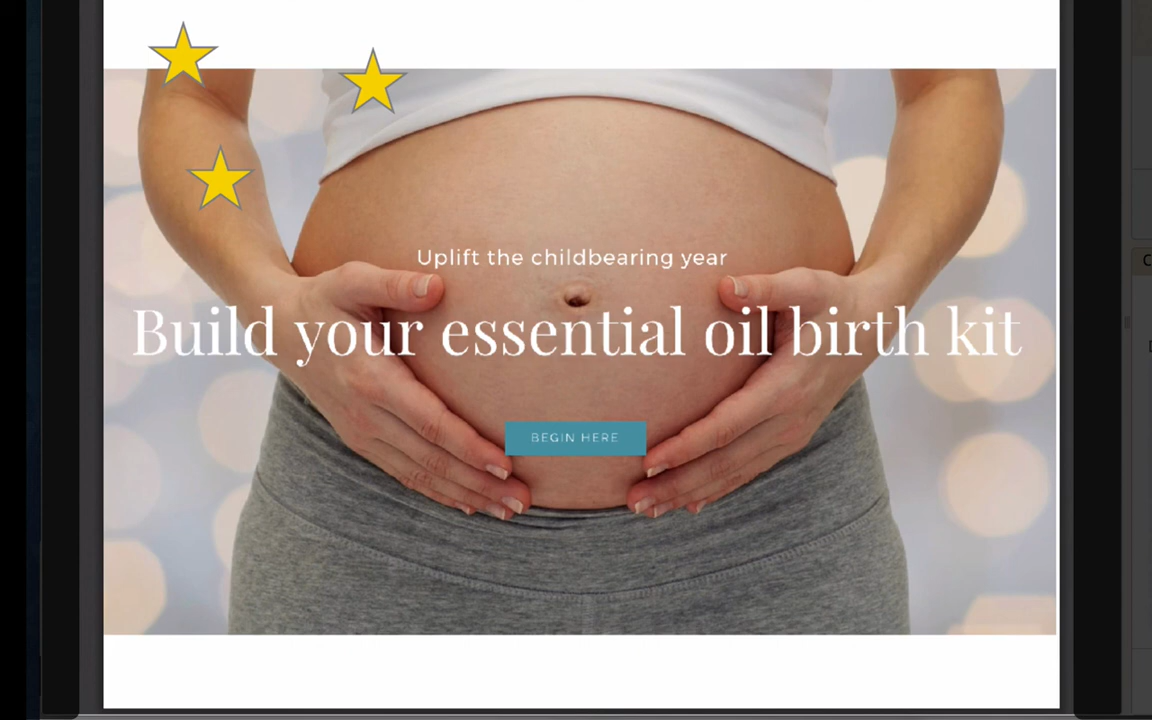 Uplift the childbearing year
Build your essential oil birth kit
BEGIN HERE